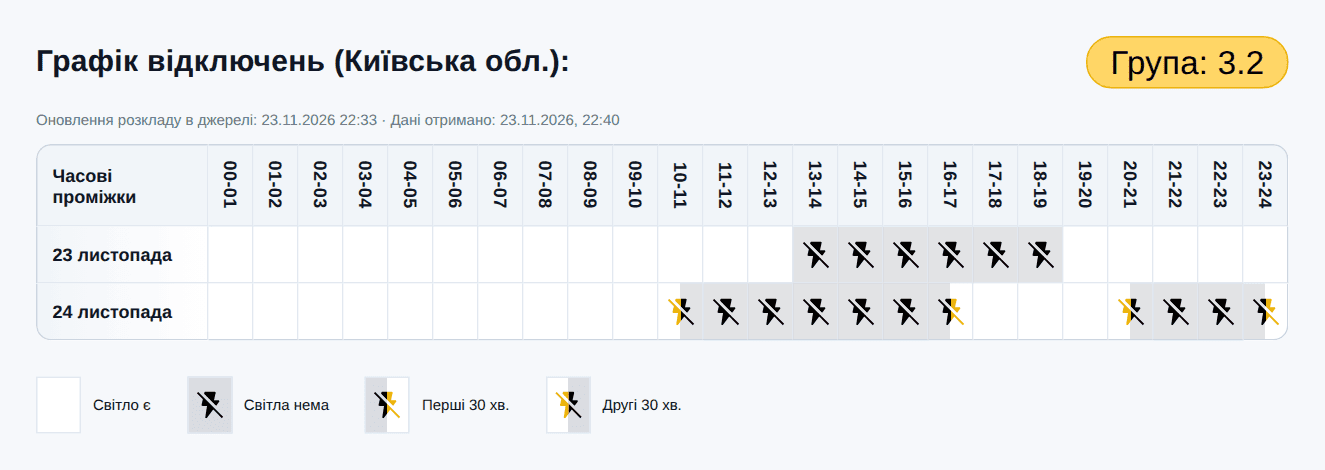 Графік відключень (Київська обл.):
Група: 3.2
Оновлення розкладу в джерелі: 23.11.2026 22:33 · Дані отримано: 23.11.2026, 22:40
Часові
проміжки
00-01 01-02 02-03 03-04 04-05 05-06 06-07 07-08 08-09 09-10 10-11 11-12 12-13 13-14 14-15 15-16 16-17 17-18 18-19 19-20 20-21 21-22 22-23 23-24
23 листопада
24 листопада
Світло є Світла нема Перші 30 хв. Другі 30 хв.